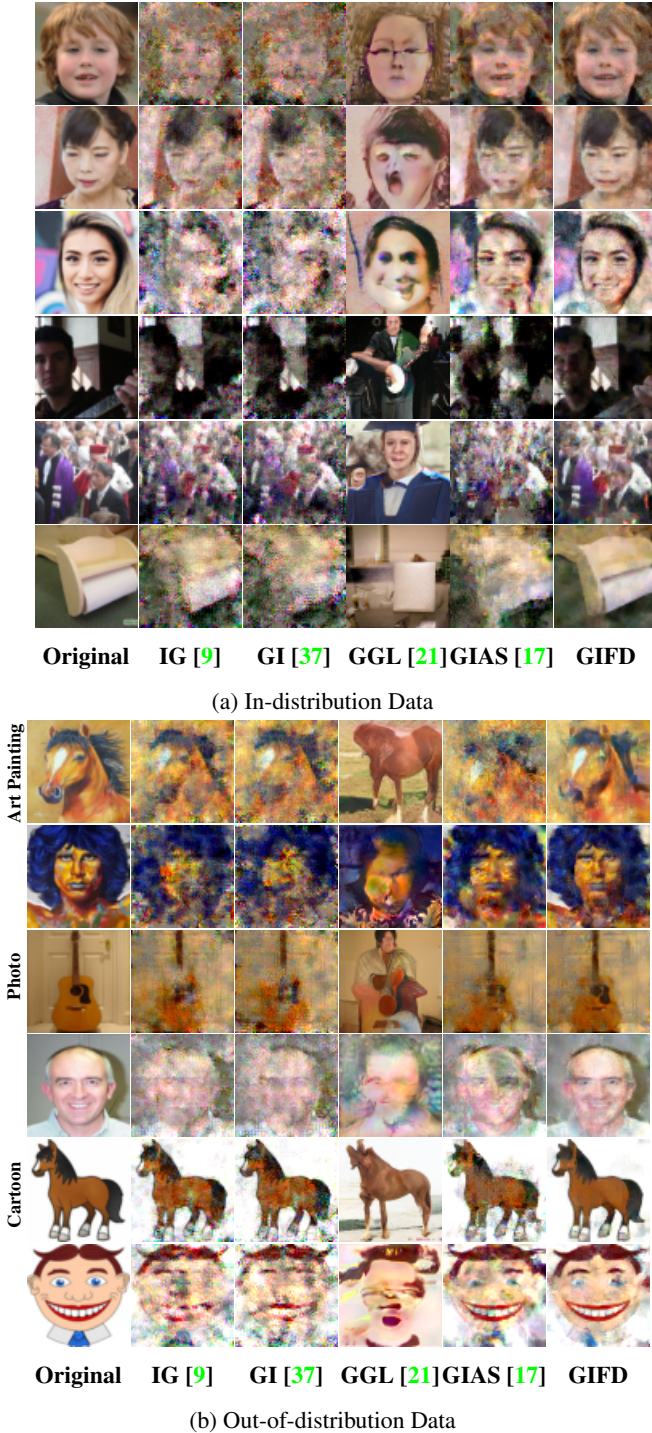 Original IG [9] GI [37] GGL [21] GIAS [17] GIFD
(a) In-distribution Data
Art Painting
Photo
Cartoon
Original IG [9] GI [37] GGL [21] GIAS [17] GIFD
(b) Out-of-distribution Data